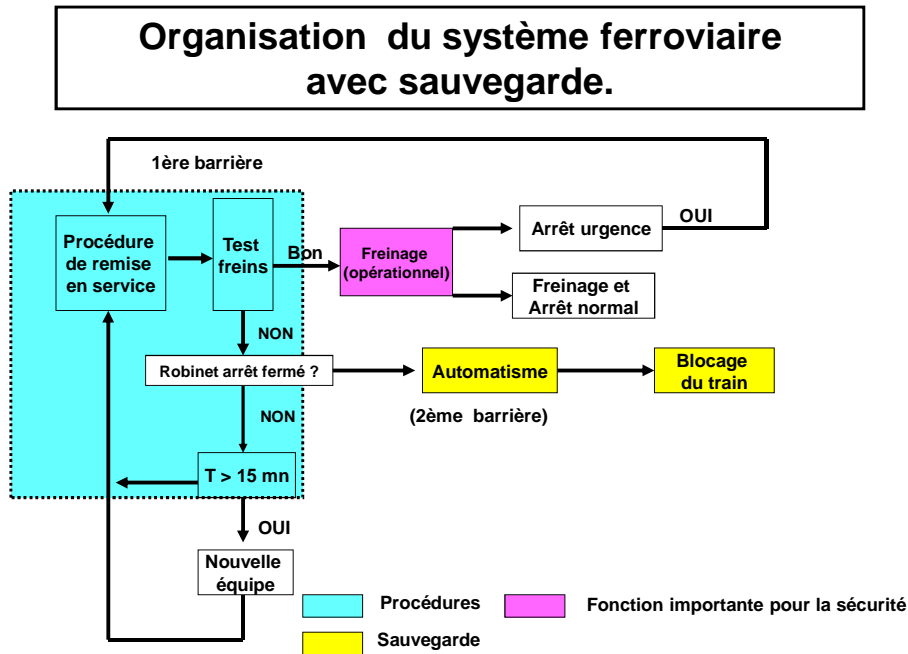 Organisation du système ferroviaire
avec sauvegarde.
1ère barrière
Procédure
de remise
en service
Test
freins
Bon
Freinage
(opérationnel)
Arrêt urgence
OUI
Freinage et
Arrêt normal
NON
Robinet arrêt fermé ?
Automatisme
Blocage
du train
(2ème barrière)
NON
T > 15 mn
OUI
Nouvelle
équipe
Procédures
Fonction importante pour la sécurité
Sauvegarde